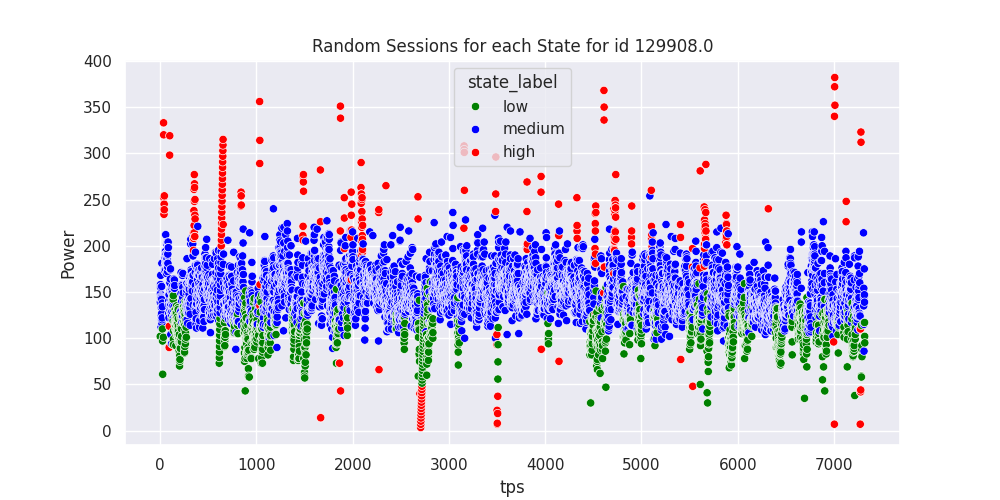 Random Sessions for each State for id 129908.0
400
350
300
250
200
150
100
50
0
Power
state_label
low
medium
high
0 1000 2000 3000 4000 5000 6000 7000
tps